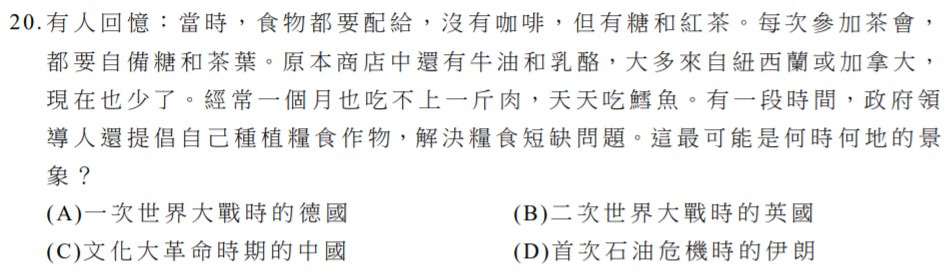 20.有人回憶：當時，食物都要配給，沒有咖啡，但有糖和紅茶。每次參加茶會，
都要自備糖和茶葉。原本商店中還有牛油和乳酪，大多來自紐西蘭或加拿大，
現在也少了。經常一個月也吃不上一斤肉，天天吃鱈魚。有一段時間，政府領
導人還提倡自己種植糧食作物，解決糧食短缺問題。這最可能是何時何地的景
象？
(A)一次世界大戰時的德國 (B)二次世界大戰時的英國
(C)文化大革命時期的中國 (D)首次石油危機時的伊朗